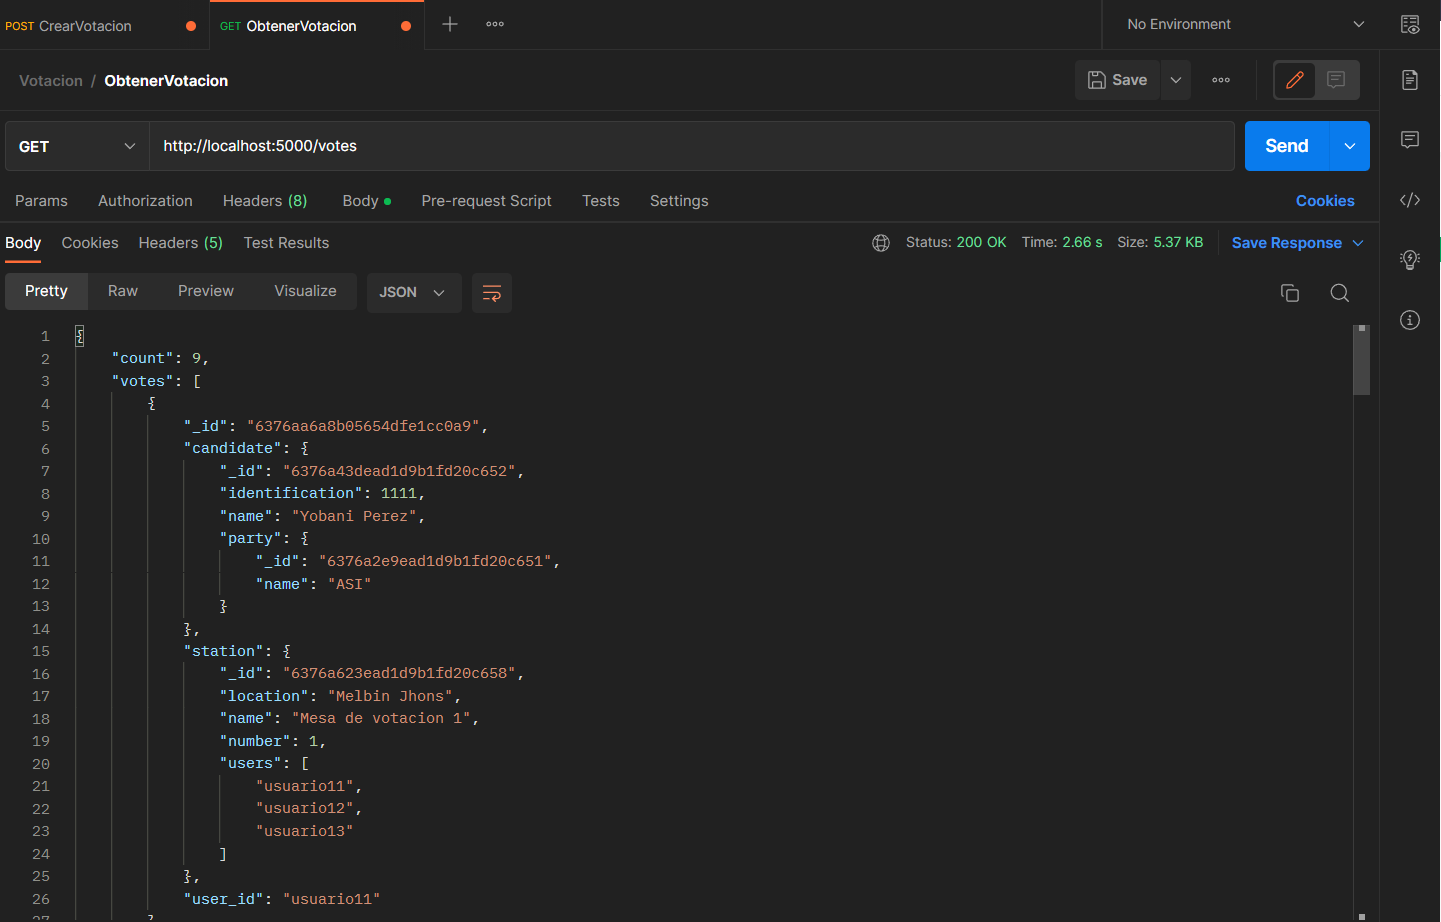 POST CrearVotacion GET ObtenerVotacion No Environment
Votacion / ObtenerVotacion Save
GET http://localhost:5000/votes Send
Params Authorization Headers (8) Body Pre-request Script Tests Settings Cookies
Body Cookies Headers (5) Test Results Status: 200 OK Time: 2.66 s Size: 5.37 KB Save Response
Pretty Raw Preview Visualize JSON
1 {
2 "count": 9,
3 "votes": [
4 {
5 "_id": "6376aa6a8b05654dfe1cc0a9",
6 "candidate": {
7 "_id": "6376a43dead1d9b1fd20c652",
8 "identification": 1111,
9 "name": "Yobani Perez",
10 "party": {
11 "_id": "6376a2e9ead1d9b1fd20c651",
12 "name": "ASI"
13 }
14 },
15 "station": {
16 "_id": "6376a623ead1d9b1fd20c658",
17 "location": "Melbin Jhons",
18 "name": "Mesa de votacion 1",
19 "number": 1,
20 "users": [
21 "usuario11",
22 "usuario12",
23 "usuario13"
24 ]
25 },
26 "user_id": "usuario11"